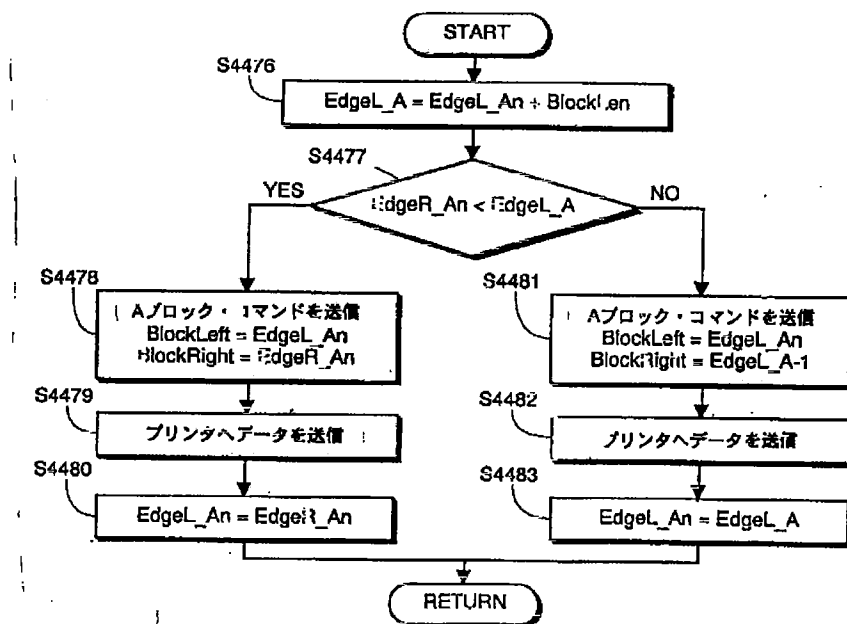 START
S4476
EdgeL_A = EdgeL_An + BlockLen
S4477
YES
EdgeR_An < EdgeL_A
NO
S4478
Aブロック・コマンドを送信
BlockLeft = EdgeL_An
BlockRight = EdgeR_An
S4481
Aブロック・コマンドを送信
BlockLeft = EdgeL_An
BlockRight = EdgeL_A-1
S4479
プリンタへデータを送信
S4482
プリンタへデータを送信
S4480
EdgeL_An = EdgeR_An
S4483
EdgeL_An = EdgeL_A
RETURN